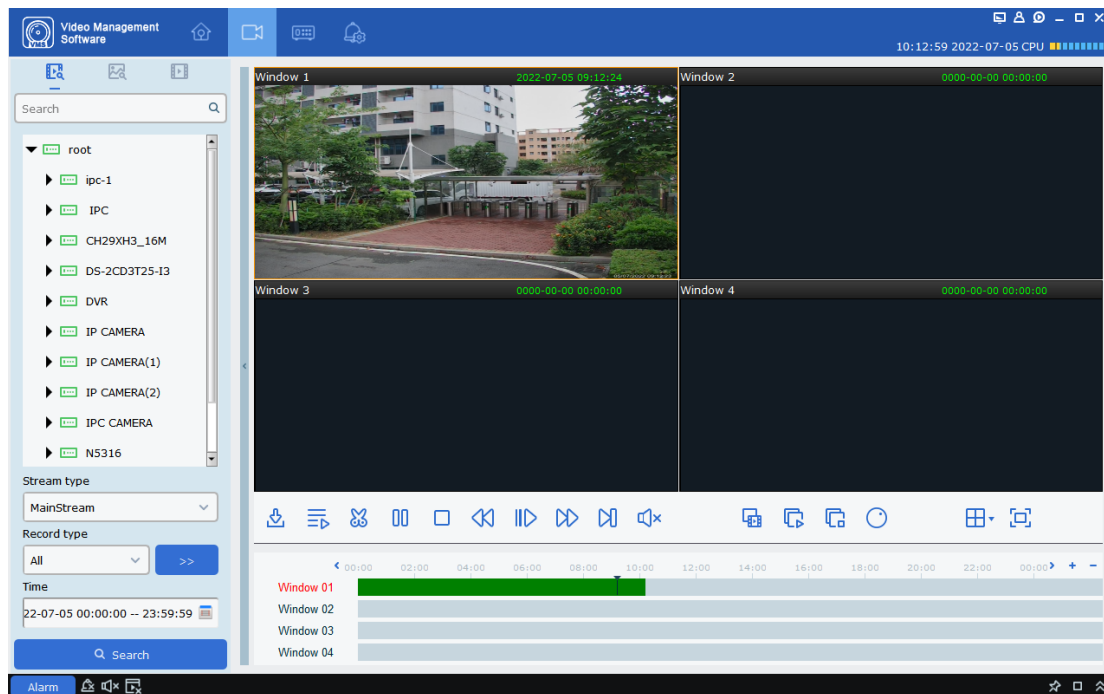 Video Management
Software
VMS
10:12:59 2022-07-05 CPU
Search
root
ipc-1
IPC
CH29XH3_16M
DS-2CD3T25-I3
DVR
IP CAMERA
IP CAMERA(1)
IP CAMERA(2)
IPC CAMERA
N5316
Stream type
MainStream
Record type
All
>>
Time
22-07-05 00:00:00 -- 23:59:59
Search
Window 1
2022-07-05 09:12:24
Window 2
0000-00-00 00:00:00
Window 3
0000-00-00 00:00:00
Window 4
0000-00-00 00:00:00
00:00 02:00 04:00 06:00 08:00 10:00 12:00 14:00 16:00 18:00 20:00 22:00 00:00
Window 01
Window 02
Window 03
Window 04
Alarm